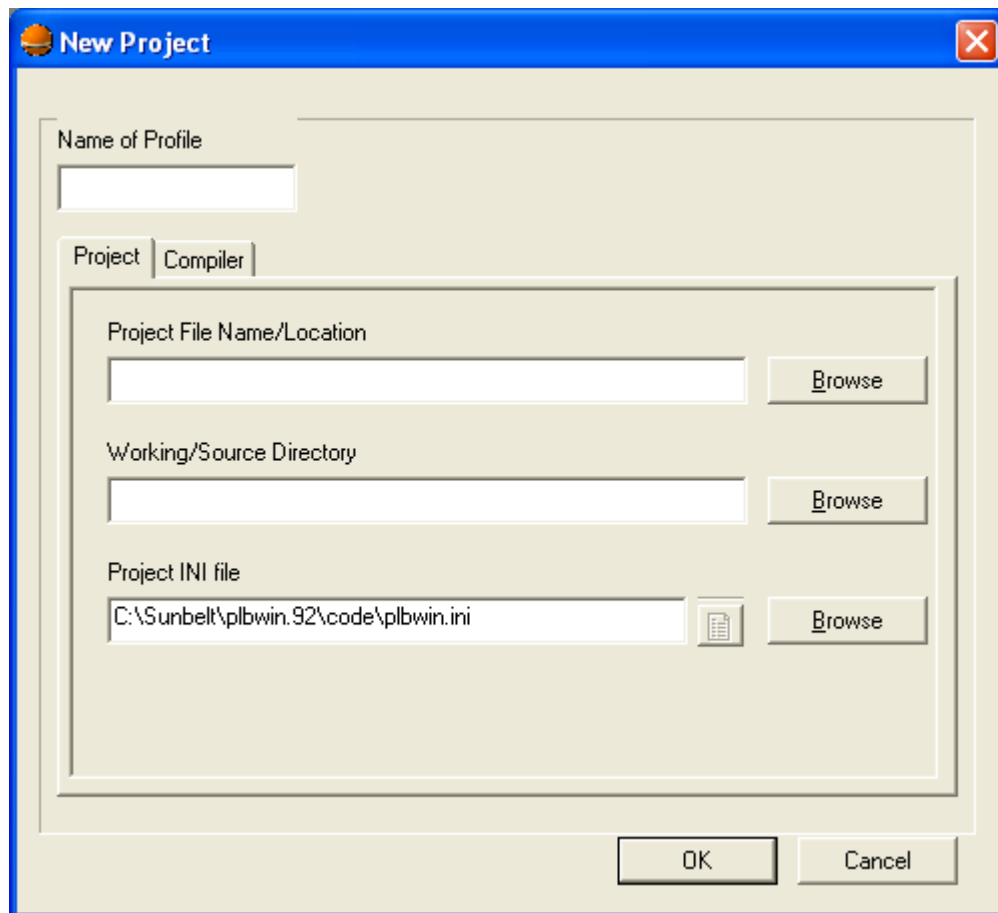 New Project
Name of Profile
Project Compiler
Project File Name/Location
Browse
Working/Source Directory
Browse
Project INI file
C:\Sunbelt\plbwin.92\code\plbwin.ini Browse
OK Cancel